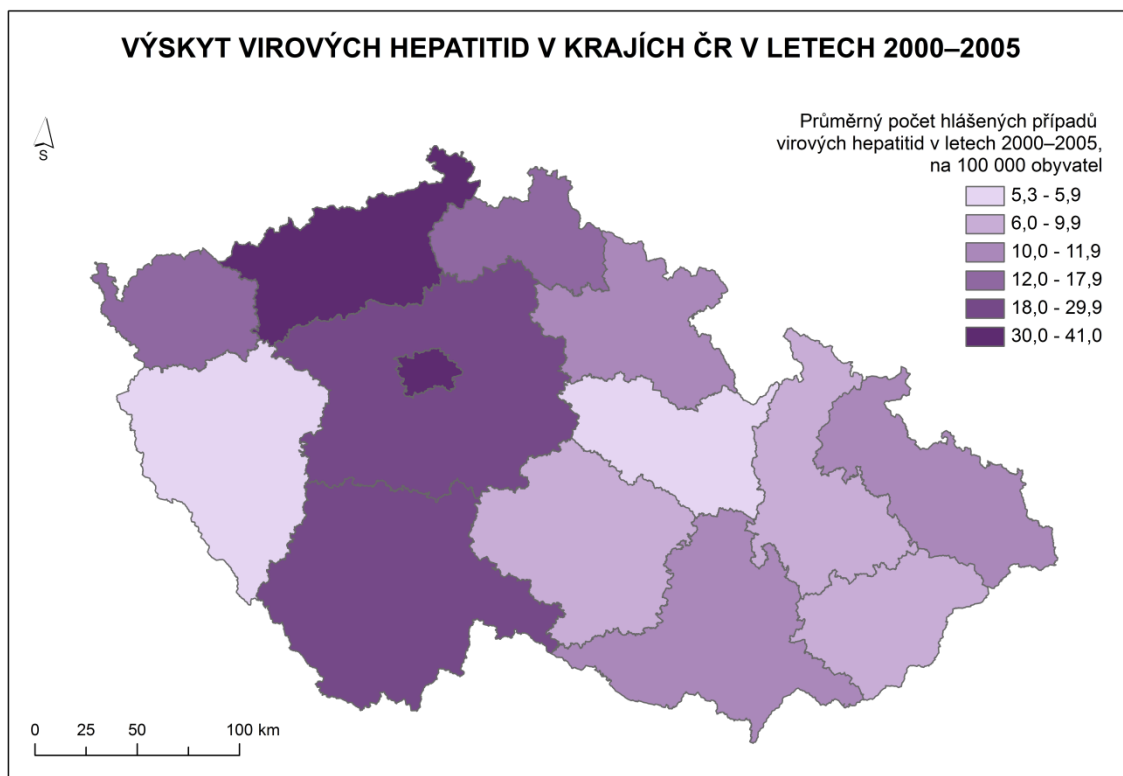 VÝSKYT VIROVÝCH HEPATITID V KRAJÍCH ČR V LETECH 2000–2005
S
Průměrný počet hlášených případů
virových hepatitid v letech 2000–2005,
na 100 000 obyvatel
5,3 - 5,9
6,0 - 9,9
10,0 - 11,9
12,0 - 17,9
18,0 - 29,9
30,0 - 41,0
0 25 50 100 km